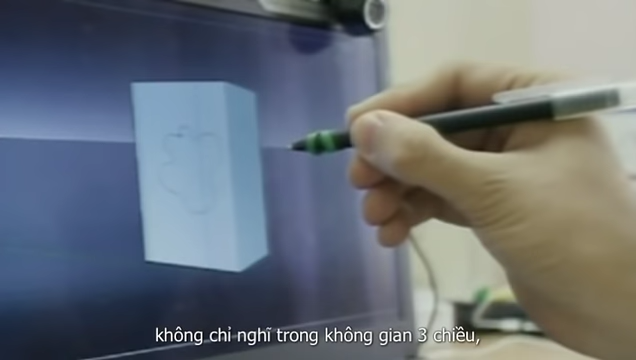 không chỉ nghĩ trong không gian 3 chiều,